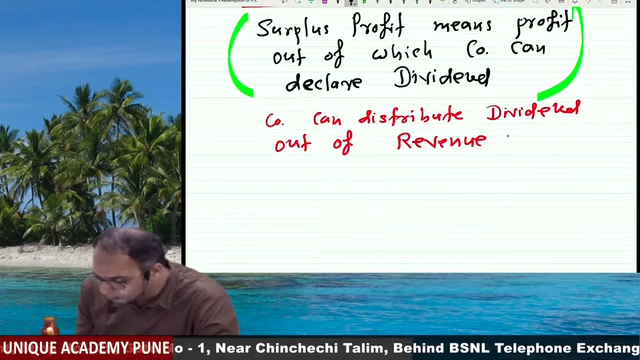 Surplus Profit means profit
out of which Co. can
declare Dividend
Co. Can distribute Dividend
out of Revenue
UNIQUE ACADEMY PUNE
o - 1, Near Chinchechi Talim, Behind BSNL Telephone Exchang